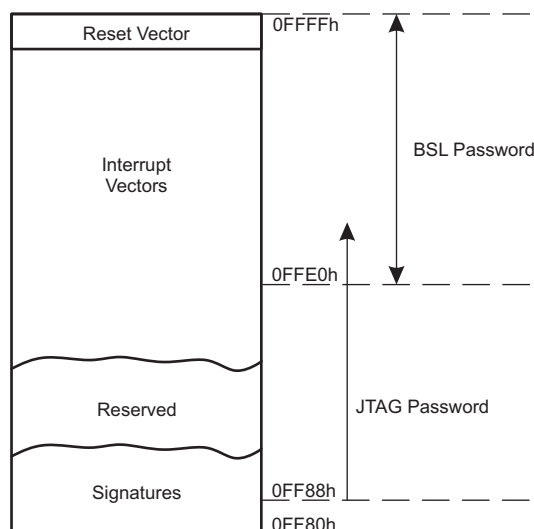 Reset Vector
0FFFFh
BSL Password
Interrupt
Vectors
0FFE0h
Reserved
JTAG Password
Signatures
0FF88h
0FF80h